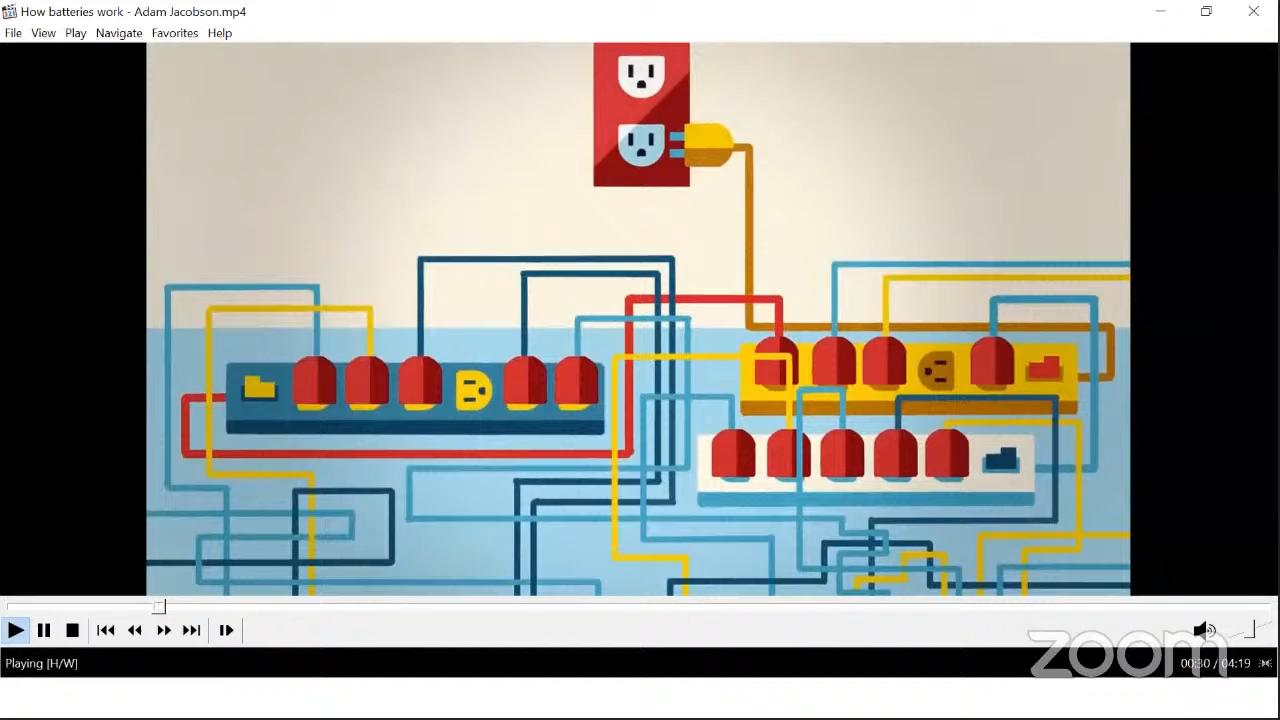 How batteries work - Adam Jacobson.mp4
File View Play Navigate Favorites Help
zoom
Playing [H/W]
00:30 / 04:19